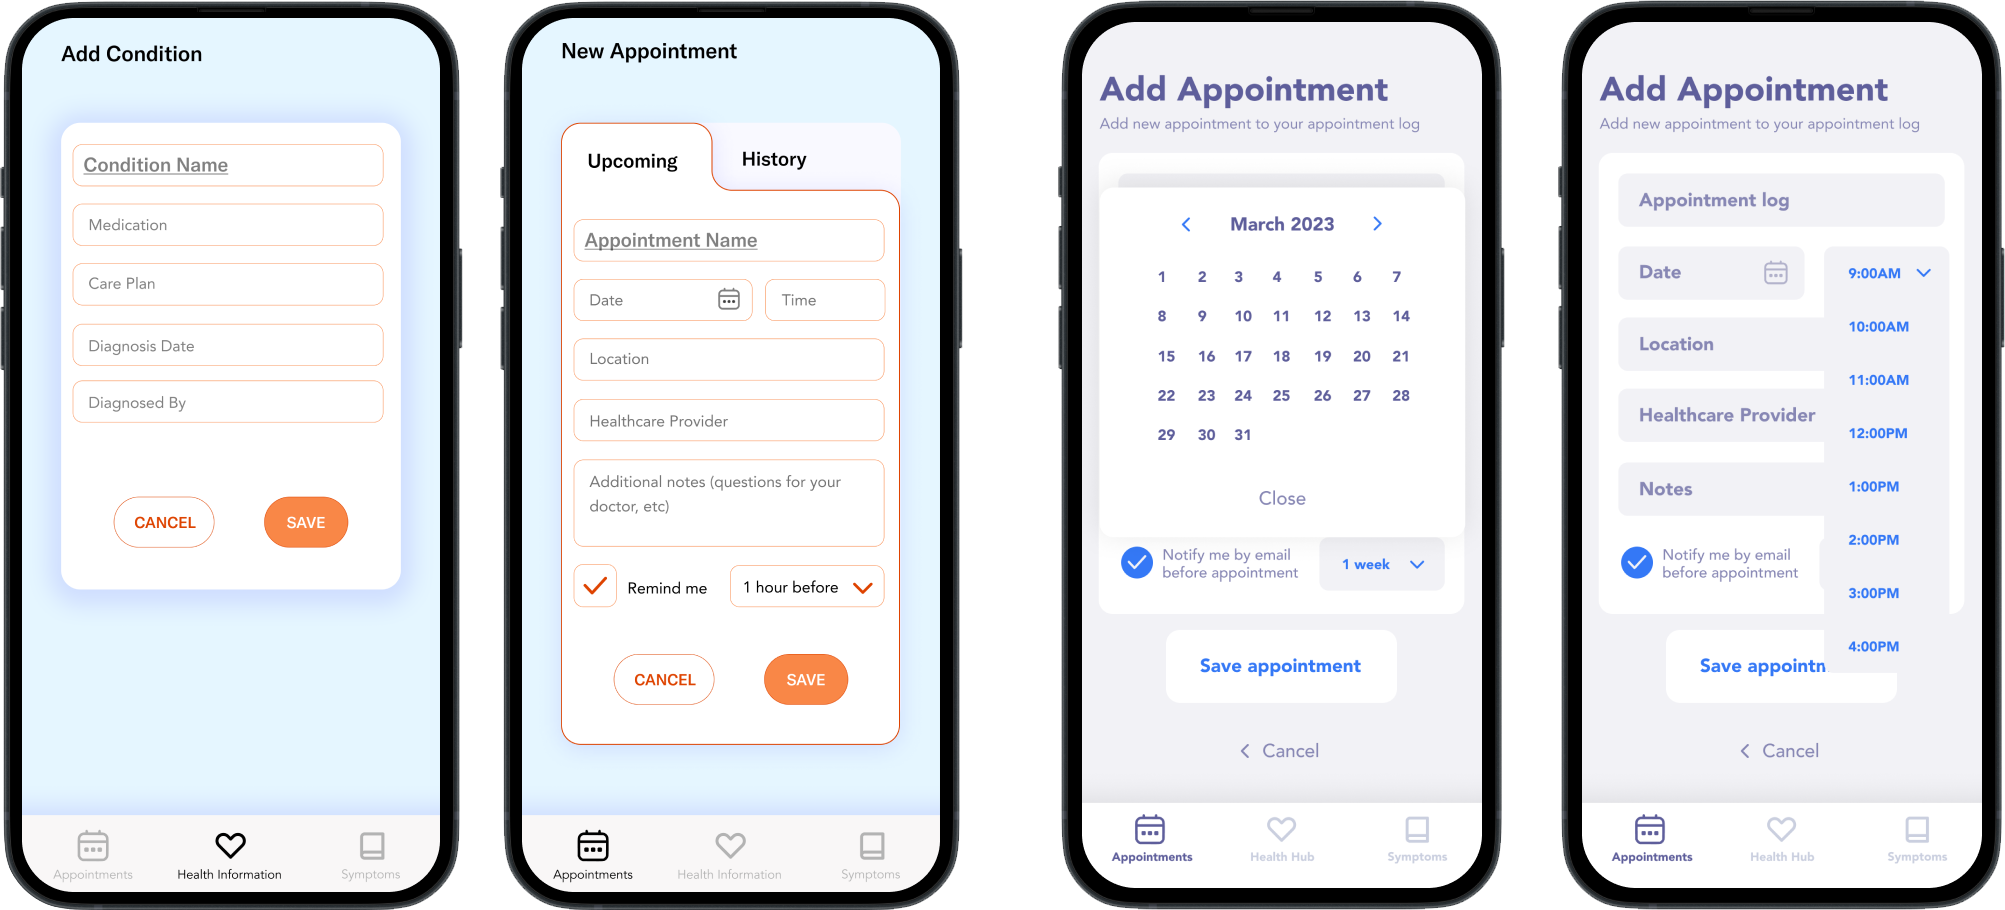 Add Condition
Condition Name
Medication
Care Plan
Diagnosis Date
Diagnosed By
CANCEL
SAVE
Appointments
Health Information
Symptoms
New Appointment
Upcoming
History
Appointment Name
Date
Time
Location
Healthcare Provider
Additional notes (questions for your
doctor, etc)
Remind me
1 hour before
CANCEL
SAVE
Appointments
Health Information
Symptoms
Add Appointment
Add new appointment to your appointment log
March 2023
1 2 3 4 5 6 7
8 9 10 11 12 13 14
15 16 17 18 19 20 21
22 23 24 25 26 27 28
29 30 31
Close
Notify me by email
before appointment
1 week
Save appointment
Cancel
Appointments
Health Hub
Symptoms
Add Appointment
Add new appointment to your appointment log
Appointment log
Date
9:00AM
10:00AM
Location
11:00AM
Healthcare Provider
12:00PM
Notes
1:00PM
2:00PM
Notify me by email
before appointment
3:00PM
4:00PM
Save appointn
Cancel
Appointments
Health Hub
Symptoms